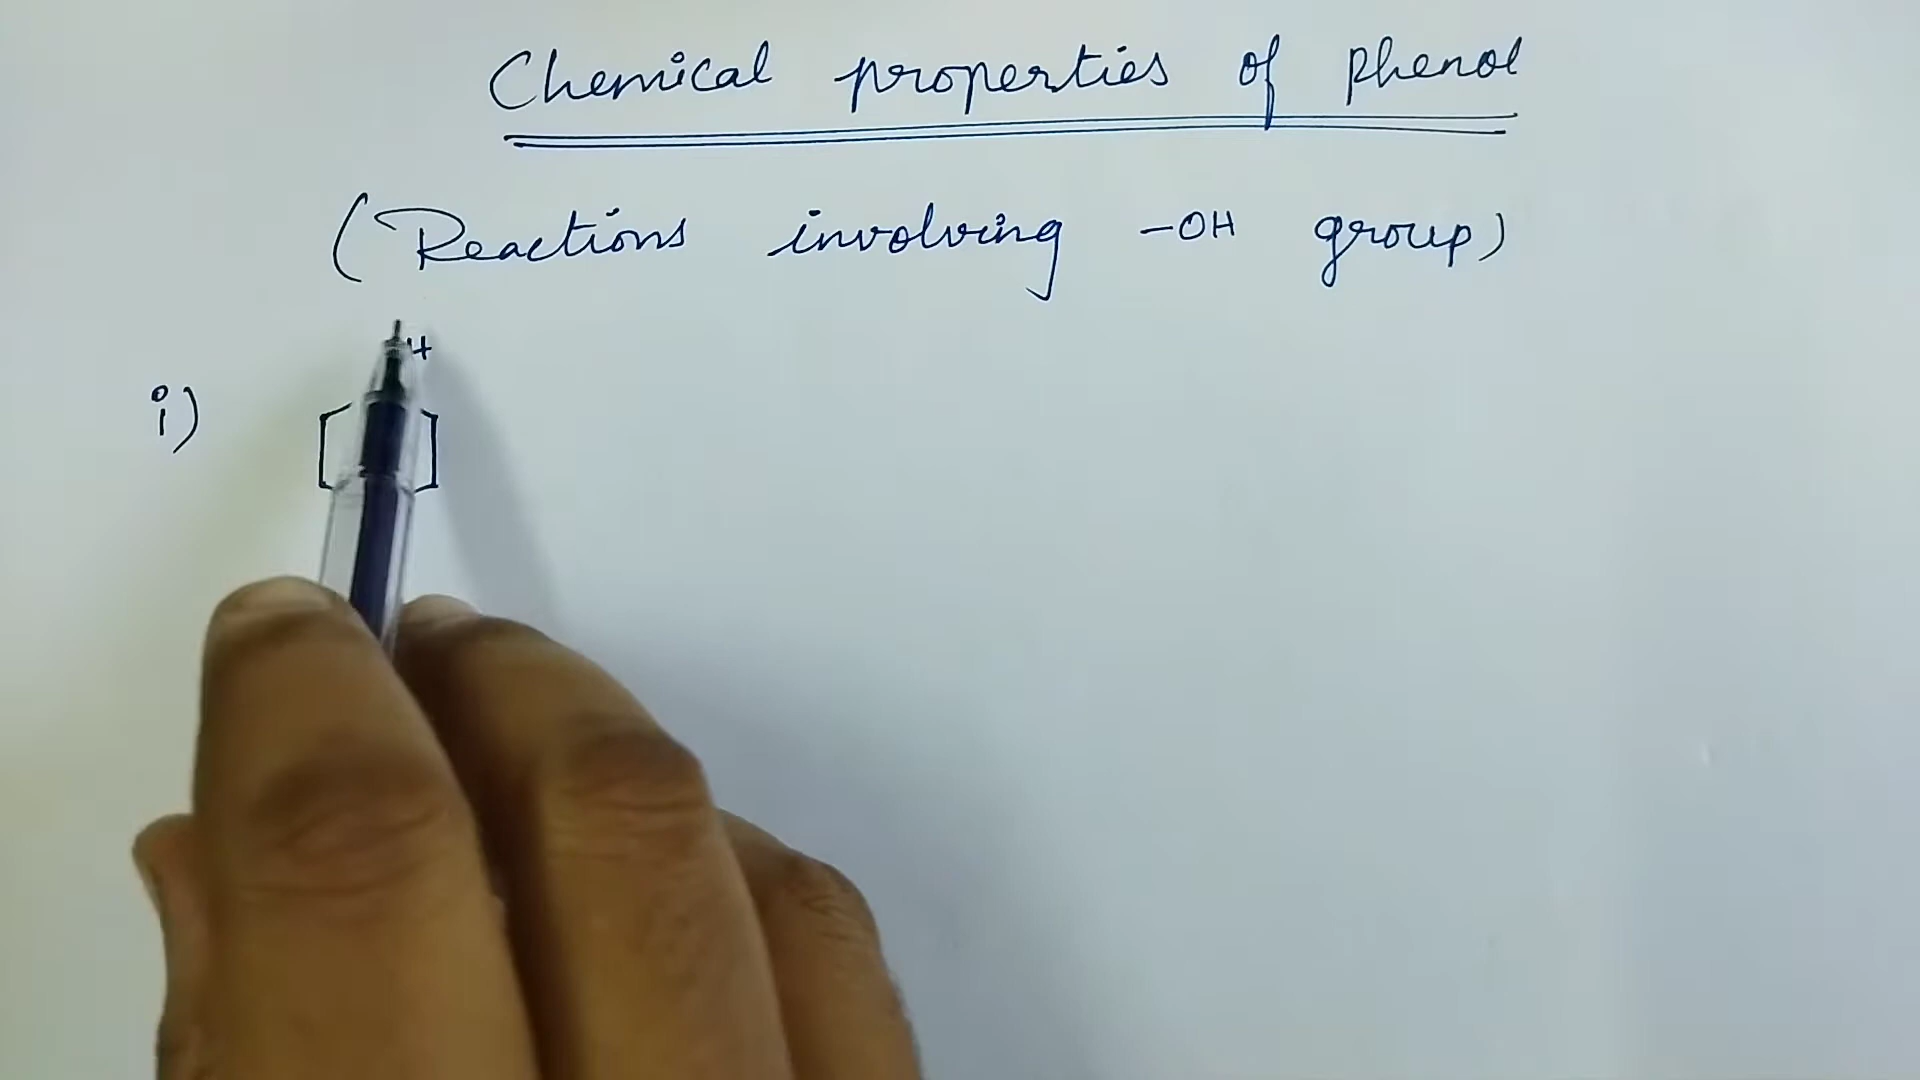 Chemical properties of phenol
(Reactions involving -OH group)
H
i)